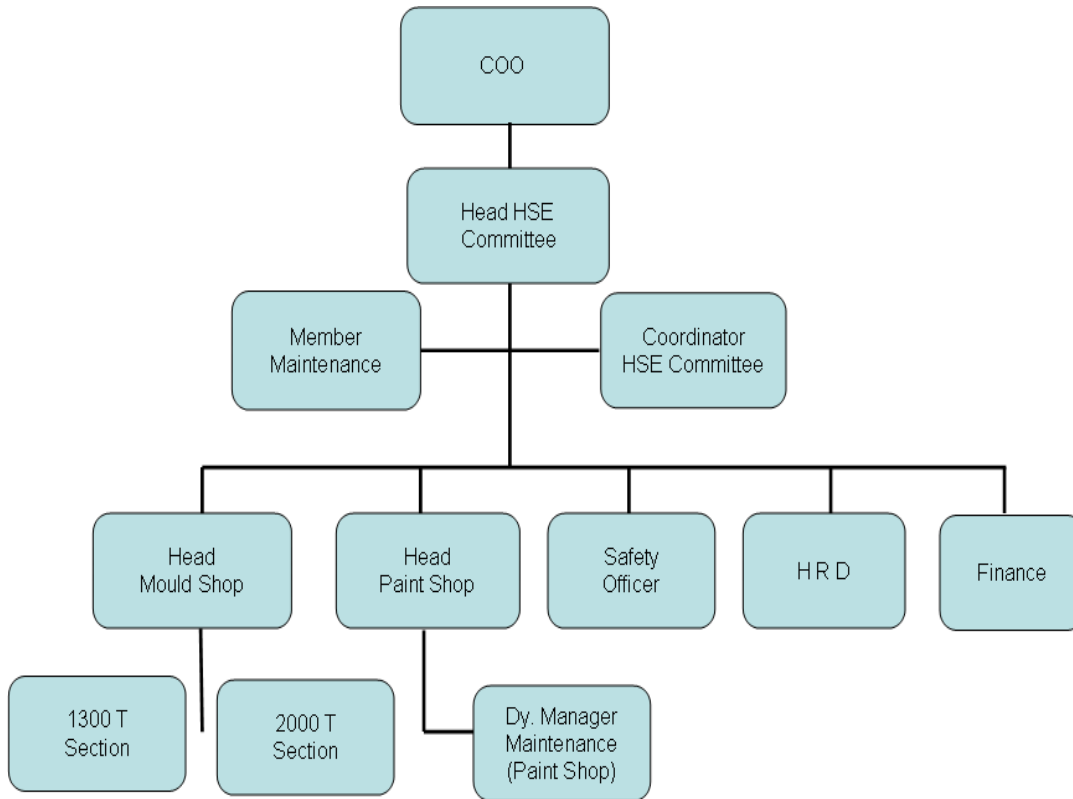 COO
Head HSE
Committee
Member
Maintenance
Coordinator
HSE Committee
Head
Mould Shop
Head
Paint Shop
Safety
Officer
H R D
Finance
1300 T
Section
2000 T
Section
Dy. Manager
Maintenance
(Paint Shop)